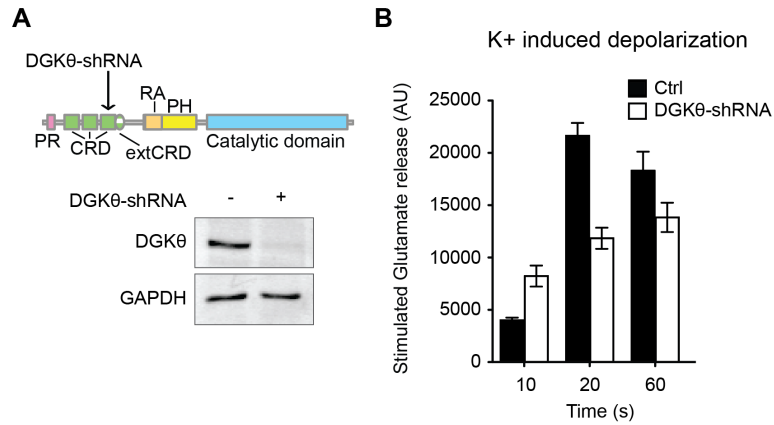 A
DGKθ-shRNA
RA
PH
PR
CRD
extCRD
Catalytic domain
DGKθ-shRNA - +
DGKθ
GAPDH
B
K+ induced depolarization
Ctrl
DGKθ-shRNA
Stimulated Glutamate release (AU)
25000
20000
15000
10000
5000
0
10 20 60
Time (s)